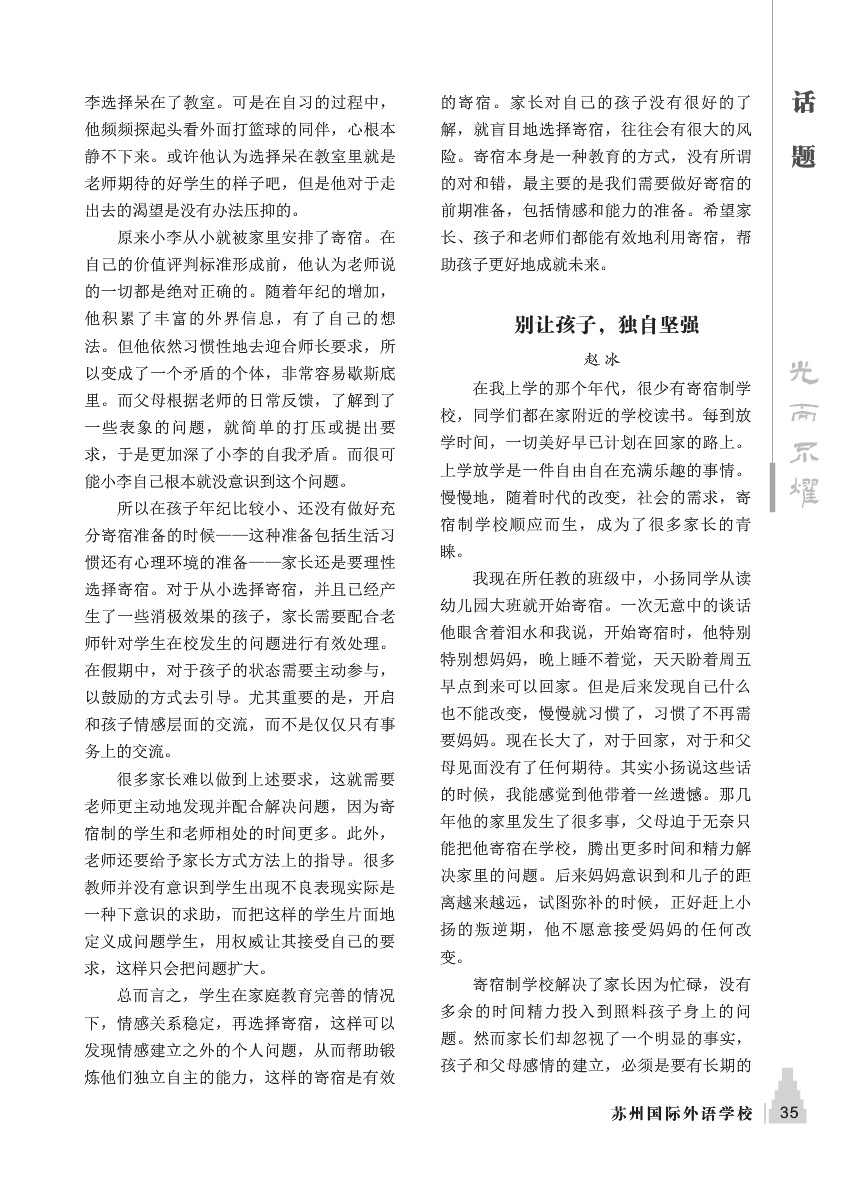 李选择呆在了教室。可是在自习的过程中，
他频频探起头看外而打篮球的同伴，心根本
静不下来。或许他认为选择呆在教室里就是
老师期待的好学生的样子吧，但是他对于走
出去的渴望是没有办法压抑的。
原来小李从小就被家里安排了寄宿。在
自己的价值评判标准形成前，他认为老师说
的一切都是绝对正确的。随着年纪的增加，
他积累了丰富的外界信息，有了自己的想
法。但他依然习惯性地去迎合师长要求，所
以变成了一个矛盾的个体，非常容易歇斯底
里。而父母根据老师的日常反馈，了解到了
一些表象的问题，就简单的打压或提出要
求，于是更加深了小李的自我矛盾。而很可
能小李自己根本就没意识到这个问题。
所以在孩子年纪比较小、还没有做好充
分寄宿准备的时候——这种准备包括生活习
惯还有心理环境的准备——家长还是要理性
选择寄宿。对于从小选择寄宿，并且已经产
生了一些消极效果的孩子，家长需要配合老
师针对学生在校发生的问题进行有效处理。
在假期中，对于孩子的状态需要主动参与，
以鼓励的方式去引导。尤其重要的是，开启
和孩子情感层面的交流，而不是仅仅只有事
务上的交流。
很多家长难以做到上述要求，这就需要
老师更主动地发现并配合解决问题，因为寄
宿制的学生和老师相处的时间更多。此外，
老师还要给予家长方式方法上的指导。很多
教师并没有意识到学生出现不良表现实际是
一种下意识的求助，而把这样的学生片面地
定义成问题学生，用权威让其接受自己的要
求，这样只会把问题扩大。
总而言之，学生在家庭教育完善的情况
下，情感关系稳定，再选择寄宿，这样可以
发现情感建立之外的个人问题，从而帮助锻
炼他们独立自主的能力，这样的寄宿是有效
的寄宿。家长对自己的孩子没有很好的了
解，就盲目地选择寄宿，往往会有很大的风
险。寄宿本身是一种教育的方式，没有所谓
的对和错，最主要的是我们需要做好寄宿的
前期准备，包括情感和能力的准备。希望家
长、孩子和老师们都能有效地利用寄宿，帮
助孩子更好地成就未来。
别让孩子，独自坚强
赵冰
在我上学的那个年代，很少有寄宿制学
校，同学们都在家附近的学校读书。每到放
学时间，一切美好早已计划在回家的路上。
上学放学是一件自由自在充满乐趣的事情。
慢慢地，随着时代的改变，社会的需求，寄
宿制学校顺应而生，成为了很多家长的青
睐。
我现在所任教的班级中，小扬同学从读
幼儿园大班就开始寄宿。一次无意中的谈话
他眼含着泪水和我说，开始寄宿时，他特别
特别想妈妈，晚上睡不着觉，天天盼着周五
早点到来可以回家。但是后来发现自己什么
也不能改变，慢慢就习惯了，习惯了不再需
要妈妈。现在长大了，对于回家，对于和父
母见面没有了任何期待。其实小扬说这些话
的时候，我能感觉到他带着一丝遗憾。那几
年他的家里发生了很多事，父母迫于无奈只
能把他寄宿在学校，腾出更多时间和精力解
决家里的问题。后来妈妈意识到和儿子的距
离越来越远，试图弥补的时候，正好赶上小
扬的叛逆期，他不愿意接受妈妈的任何改
变。
寄宿制学校解决了家长因为忙碌，没有
多余的时间精力投入到照料孩子身上的问
题。然而家长们却忽视了一个明显的事实，
孩子和父母感情的建立，必须是要有长期的
话题
光而不耀
苏州国际外语学校 35